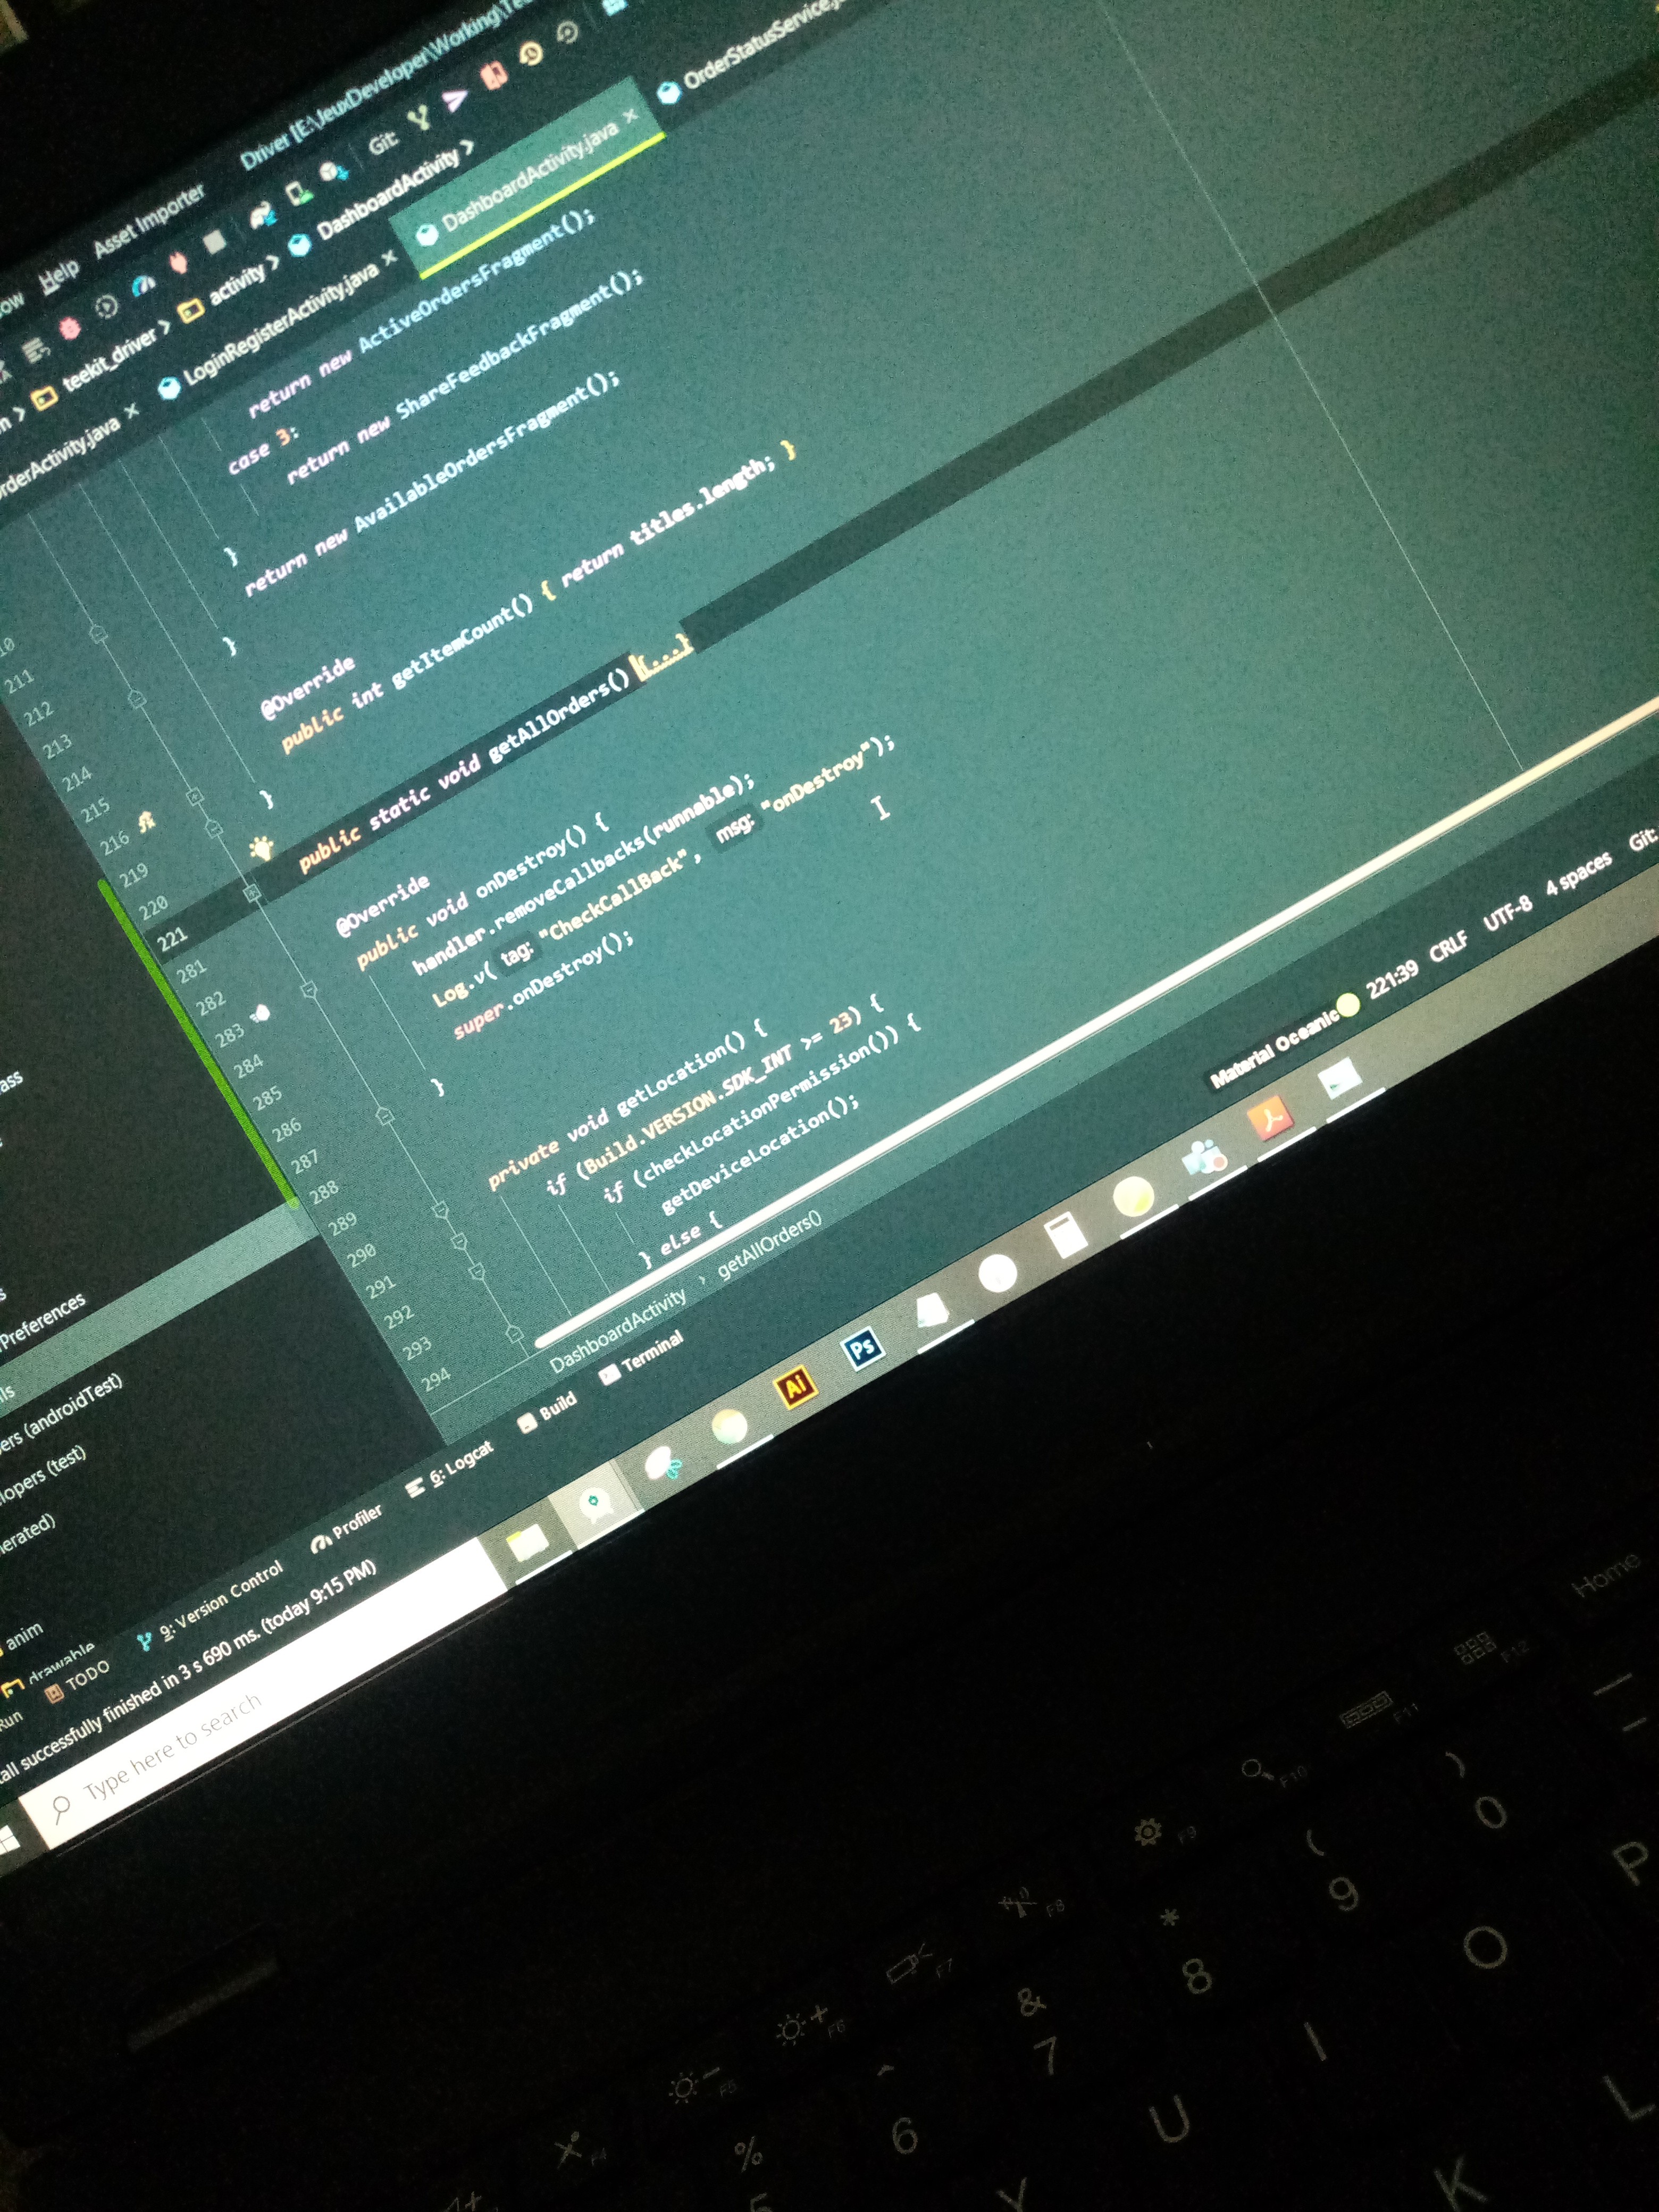 Driver [E:\JeuxDeveloper\Working\Te
Help Asset Importer
Git:
teekit_driver > activity > DashboardActivity >
rderActivity.java × LoginRegisterActivity.java × DashboardActivity.java × OrderStatusService.j
return new ActiveOrdersFragment();
case 3:
return new ShareFeedbackFragment();
}
return new AvailableOrdersFragment();
}
@Override
public int getItemCount() { return titles.length; }
}
public static void getAllOrders() {...}
@Override
public void onDestroy() {
handler.removeCallbacks(runnable);
Log.v( tag: "CheckCallBack", msg: "onDestroy");
super.onDestroy();
}
private void getLocation() {
if (Build.VERSION.SDK_INT >= 23) {
if (checkLocationPermission()) {
getDeviceLocation();
} else {
211
212
213
214
215
216
219
220
221
281
282
283
284
285
286
287
288
289
290
291
292
293
294
DashboardActivity › getAllOrders()
Preferences
ers (androidTest)
lopers (test)
nerated)
anim
drawable
Run TODO 9: Version Control Profiler 6: Logcat Build Terminal
all successfully finished in 3 s 690 ms. (today 9:15 PM)
Material Oceanic 221:39 CRLF UTF-8 4 spaces Git:
Type here to search
Ai Ps
F4 F5 F6 F7 F8 F9 F10 F11 F12 Home
% 5
^ 6
& 7
* 8
( 9
) 0
Y U I O P
K L